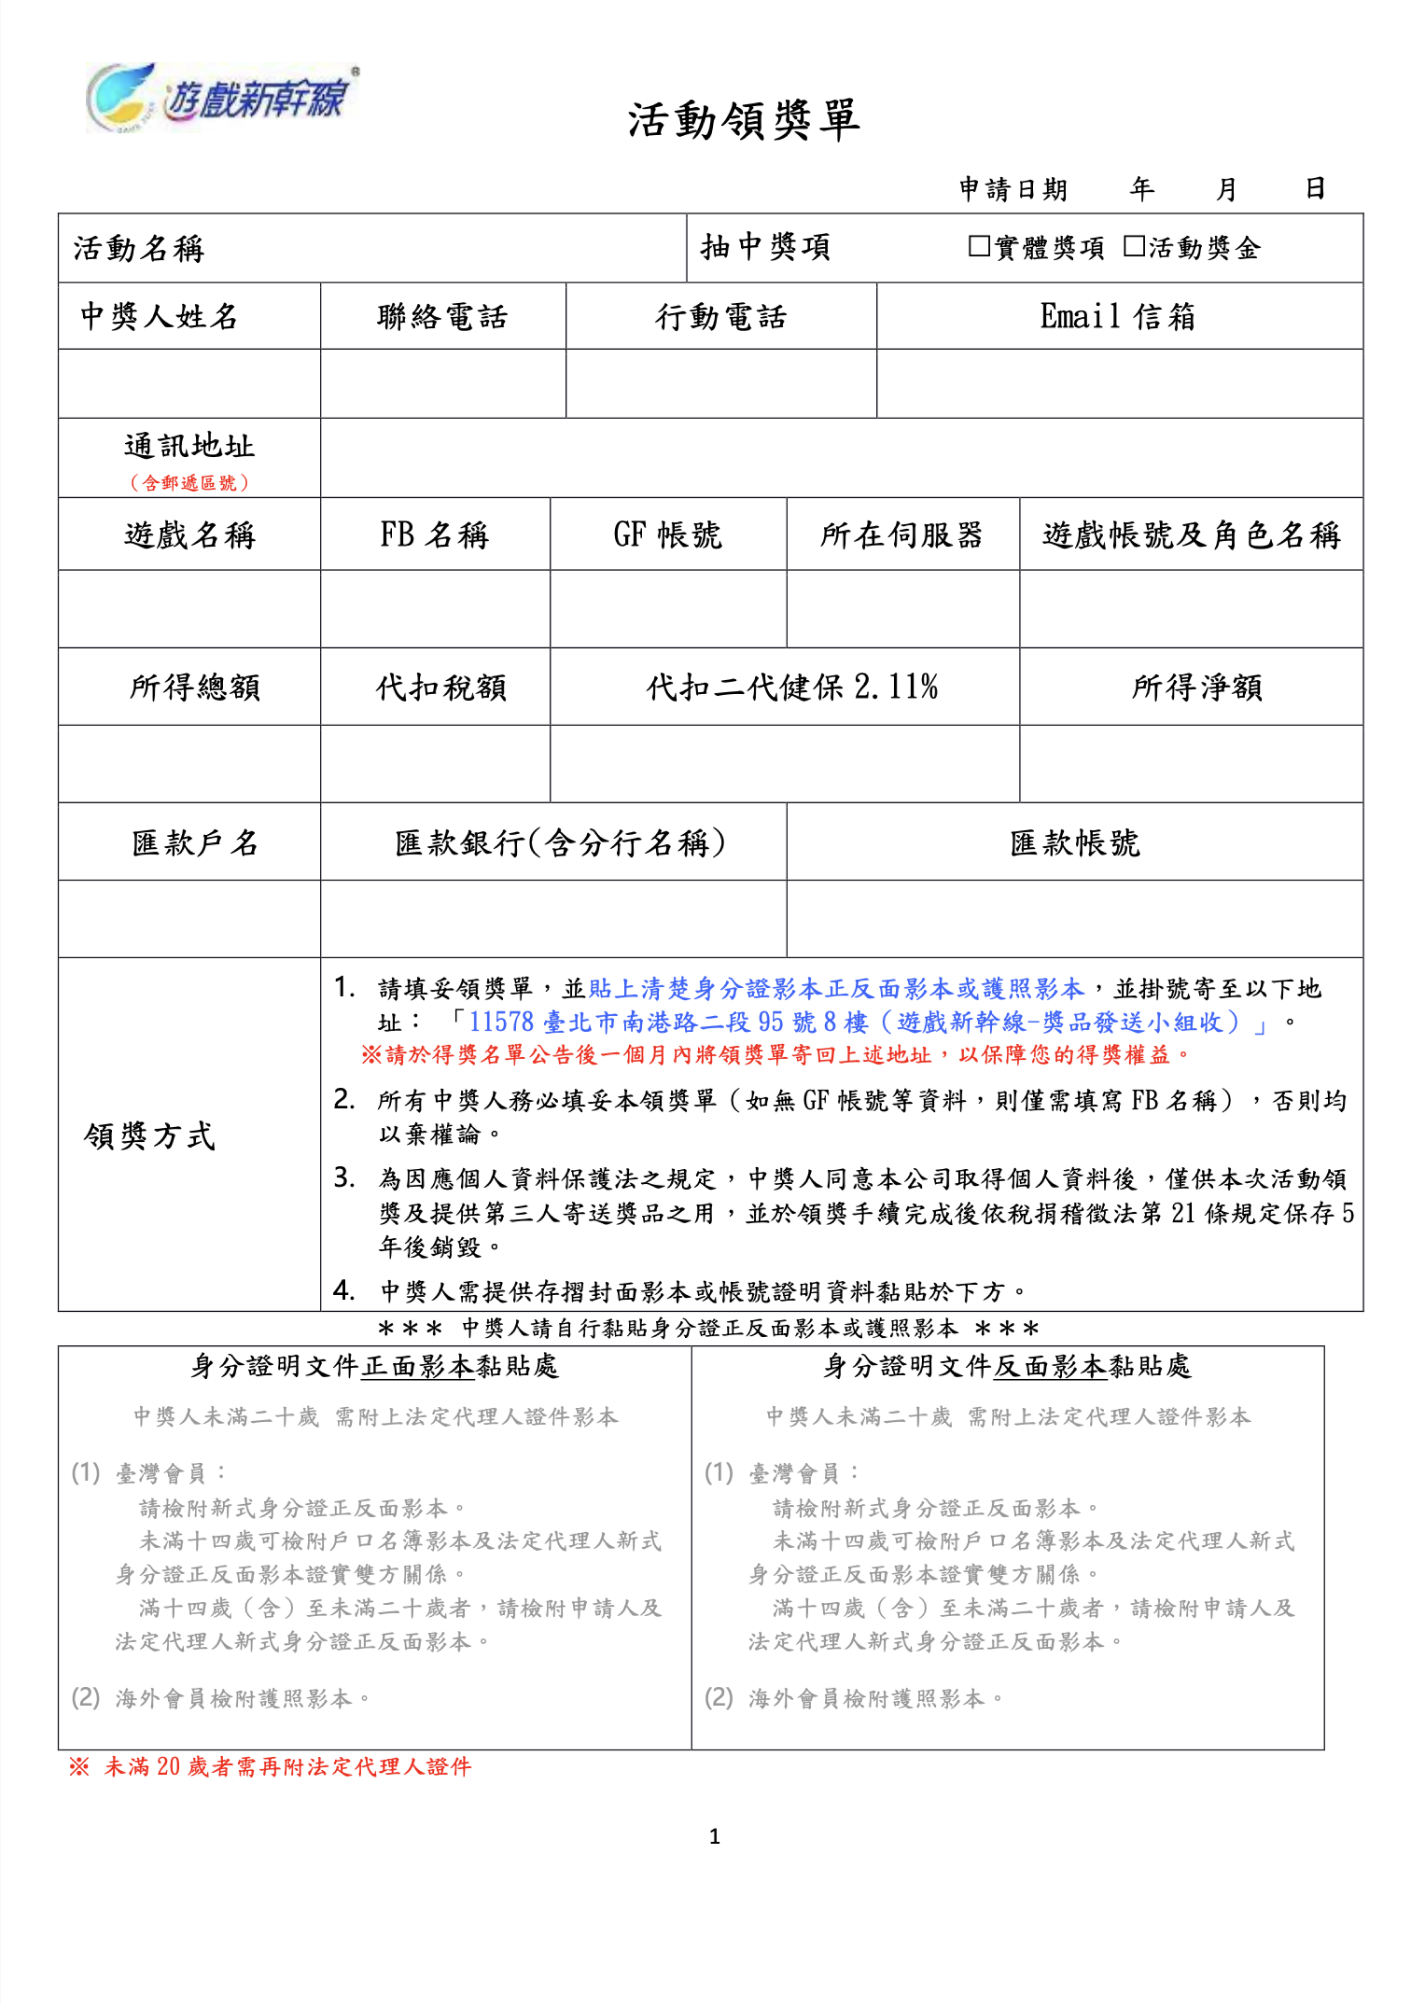 遊戲新幹線®
活動領獎單
申請日期 年 月 日
活動名稱 抽中獎項 □實體獎項 □活動獎金
中獎人姓名 聯絡電話 行動電話 Email 信箱
通訊地址
（含郵遞區號）
遊戲名稱 FB 名稱 GF 帳號 所在伺服器 遊戲帳號及角色名稱
所得總額 代扣稅額 代扣二代健保 2.11% 所得淨額
匯款戶名 匯款銀行(含分行名稱) 匯款帳號
領獎方式
1. 請填妥領獎單，並貼上清楚身分證影本正反面影本或護照影本，並掛號寄至以下地
址： 「11578 臺北市南港路二段 95 號 8 樓（遊戲新幹線-獎品發送小組收）」。
※請於得獎名單公告後一個月內將領獎單寄回上述地址，以保障您的得獎權益。
2. 所有中獎人務必填妥本領獎單（如無 GF 帳號等資料，則僅需填寫 FB 名稱），否則均
以棄權論。
3. 為因應個人資料保護法之規定，中獎人同意本公司取得個人資料後，僅供本次活動領
獎及提供第三人寄送獎品之用，並於領獎手續完成後依稅捐稽徵法第 21 條規定保存 5
年後銷毀。
4. 中獎人需提供存摺封面影本或帳號證明資料黏貼於下方。
＊＊＊ 中獎人請自行黏貼身分證正反面影本或護照影本 ＊＊＊
身分證明文件正面影本黏貼處
中獎人未滿二十歲 需附上法定代理人證件影本
(1) 臺灣會員：
請檢附新式身分證正反面影本。
未滿十四歲可檢附戶口名簿影本及法定代理人新式
身分證正反面影本證實雙方關係。
滿十四歲（含）至未滿二十歲者，請檢附申請人及
法定代理人新式身分證正反面影本。
(2) 海外會員檢附護照影本。
身分證明文件反面影本黏貼處
中獎人未滿二十歲 需附上法定代理人證件影本
(1) 臺灣會員：
請檢附新式身分證正反面影本。
未滿十四歲可檢附戶口名簿影本及法定代理人新式
身分證正反面影本證實雙方關係。
滿十四歲（含）至未滿二十歲者，請檢附申請人及
法定代理人新式身分證正反面影本。
(2) 海外會員檢附護照影本。
※ 未滿 20 歲者需再附法定代理人證件
1